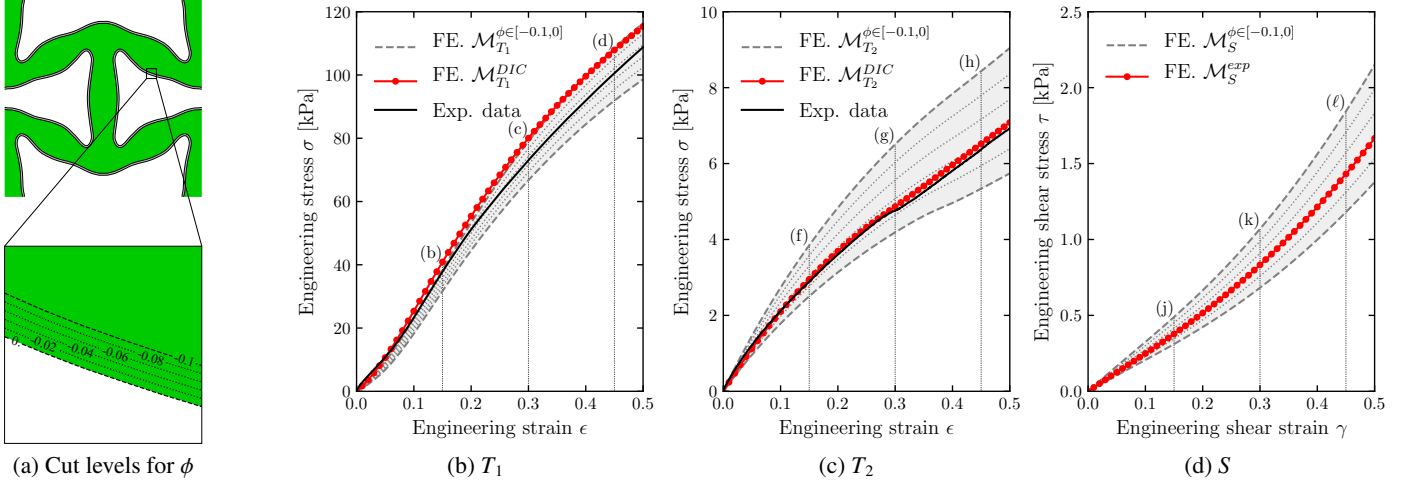 0 -0.02 -0.04 -0.06 -0.08 -0.1
(a) Cut levels for ϕ
Engineering stress σ [kPa]
120
100
80
60
40
20
0
0.0 0.1 0.2 0.3 0.4 0.5
Engineering strain ϵ
FE. M_{T_1}^{ϕ∈[-0.1,0]}
FE. M_{T_1}^{DIC}
Exp. data
(d)
(c)
(b)
(b) T_1
Engineering stress σ [kPa]
10
8
6
4
2
0
0.0 0.1 0.2 0.3 0.4 0.5
Engineering strain ϵ
FE. M_{T_2}^{ϕ∈[-0.1,0]}
FE. M_{T_2}^{DIC}
Exp. data
(h)
(g)
(f)
(c) T_2
Engineering shear stress τ [kPa]
2.5
2.0
1.5
1.0
0.5
0.0
0.0 0.1 0.2 0.3 0.4 0.5
Engineering shear strain γ
FE. M_S^{ϕ∈[-0.1,0]}
FE. M_S^{exp}
(ℓ)
(k)
(j)
(d) S